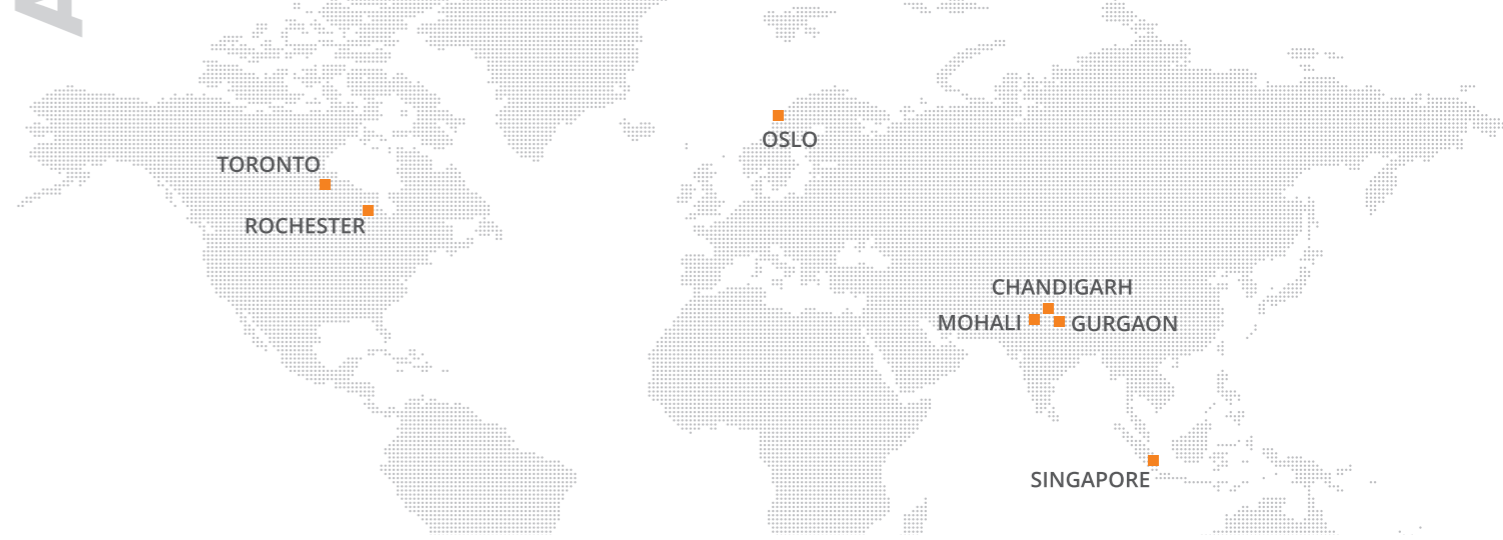 A
OSLO
TORONTO
ROCHESTER
CHANDIGARH
MOHALI GURGAON
SINGAPORE